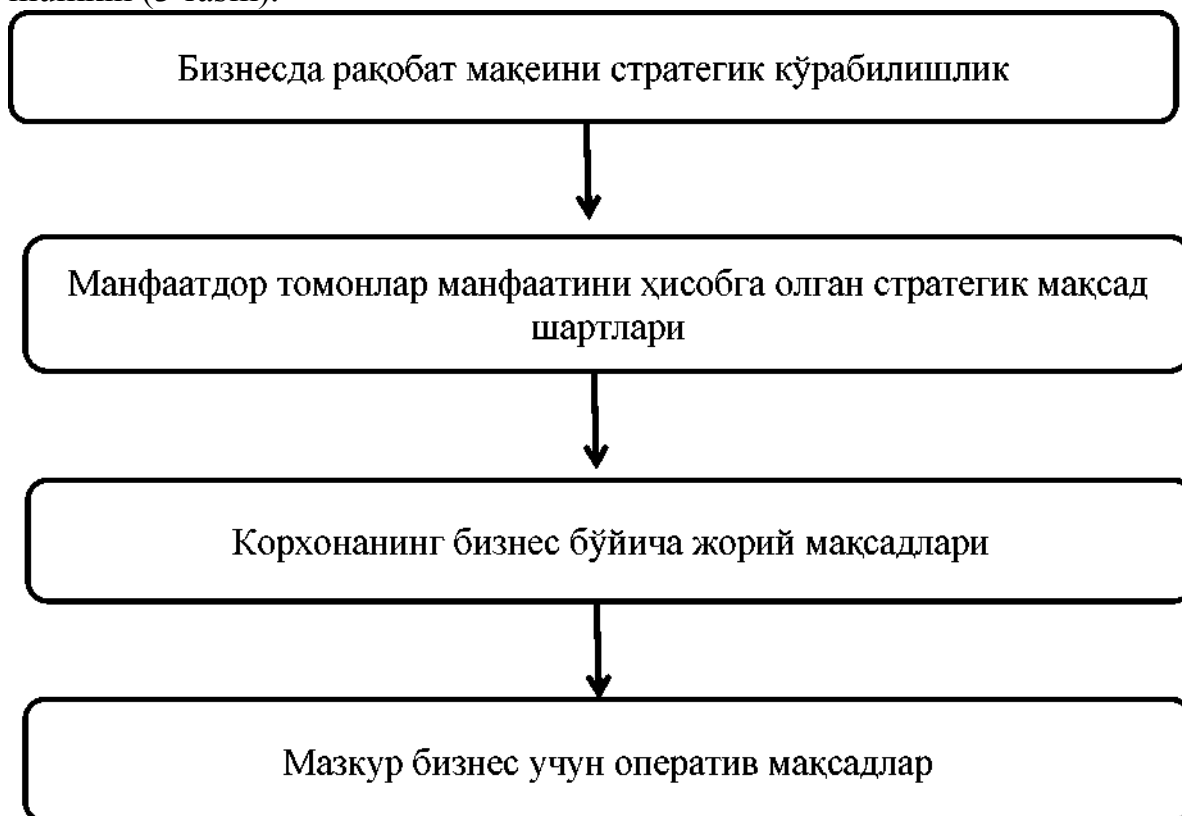 Бизнесда рақобат мақеини стратегик кўрабилишлик
Манфаатдор томонлар манфаатини ҳисобга олган стратегик мақсад
шартлари
Корхонанинг бизнес бўйича жорий мақсадлари
Мазкур бизнес учун оператив мақсадлар